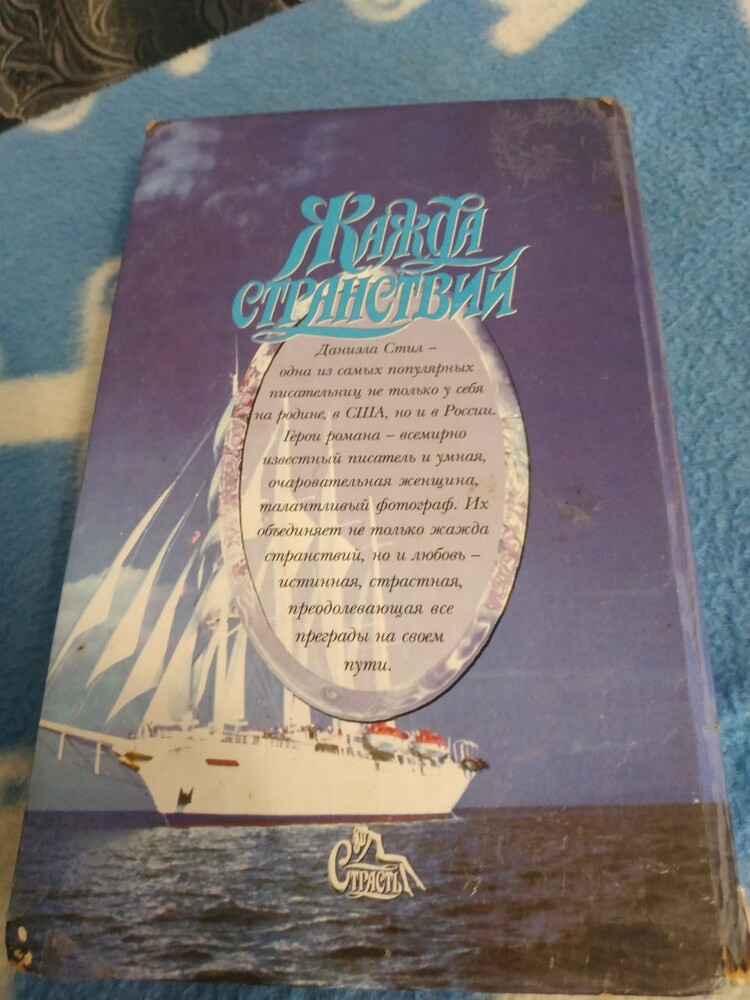 Жажда
странствий
Даниэла Стил –
одна из самых популярных
писательниц не только у себя
на родине, в США, но и в России.
Герои романа – всемирно
известный писатель и умная,
очаровательная женщина,
талантливый фотограф. Их
объединяет не только жажда
странствий, но и любовь –
истинная, страстная,
преодолевающая все
преграды на своем
пути.
Страсть